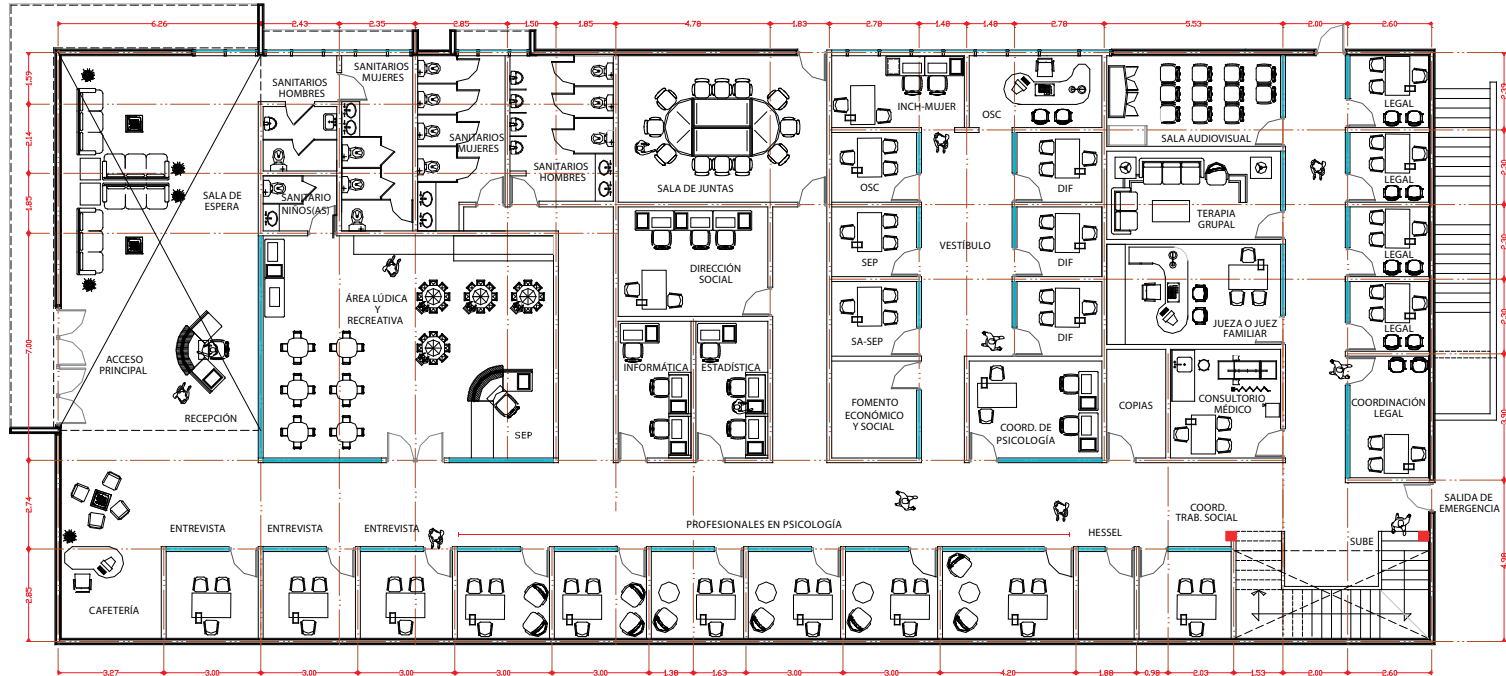 6.26 2.43 2.35 2.85 1.50 1.85 4.78 1.83 2.78 1.48 1.48 2.78 5.53 2.00 2.60
1.59
2.14
1.85
7.00
2.74
2.85
SANITARIOS
HOMBRES
SANITARIOS
MUJERES
SANITARIOS
MUJERES
SANITARIOS
HOMBRES
SANITARIO
NIÑOS(AS)
SALA DE
ESPERA
ACCESO
PRINCIPAL
RECEPCIÓN
ÁREA LÚDICA
Y
RECREATIVA
SEP
SALA DE JUNTAS
DIRECCIÓN
SOCIAL
INFORMÁTICA
ESTADÍSTICA
INCH-MUJER
OSC
OSC
SEP
SA-SEP
FOMENTO
ECONÓMICO
Y SOCIAL
VESTÍBULO
DIF
DIF
DIF
COORD. DE
PSICOLOGÍA
SALA AUDIOVISUAL
TERAPIA
GRUPAL
JUEZA O JUEZ
FAMILIAR
COPIAS
CONSULTORIO
MÉDICO
LEGAL
LEGAL
LEGAL
LEGAL
COORDINACIÓN
LEGAL
2.39
2.30
2.30
2.30
3.90
4.98
SALIDA DE
EMERGENCIA
SUBE
CAFETERÍA
ENTREVISTA
ENTREVISTA
ENTREVISTA
PROFESIONALES EN PSICOLOGÍA
HESSEL
COORD.
TRAB. SOCIAL
3.27 3.00 3.00 3.00 3.00 3.00 1.38 1.63 3.00 3.00 4.20 1.88 0.98 2.03 1.53 2.00 2.60